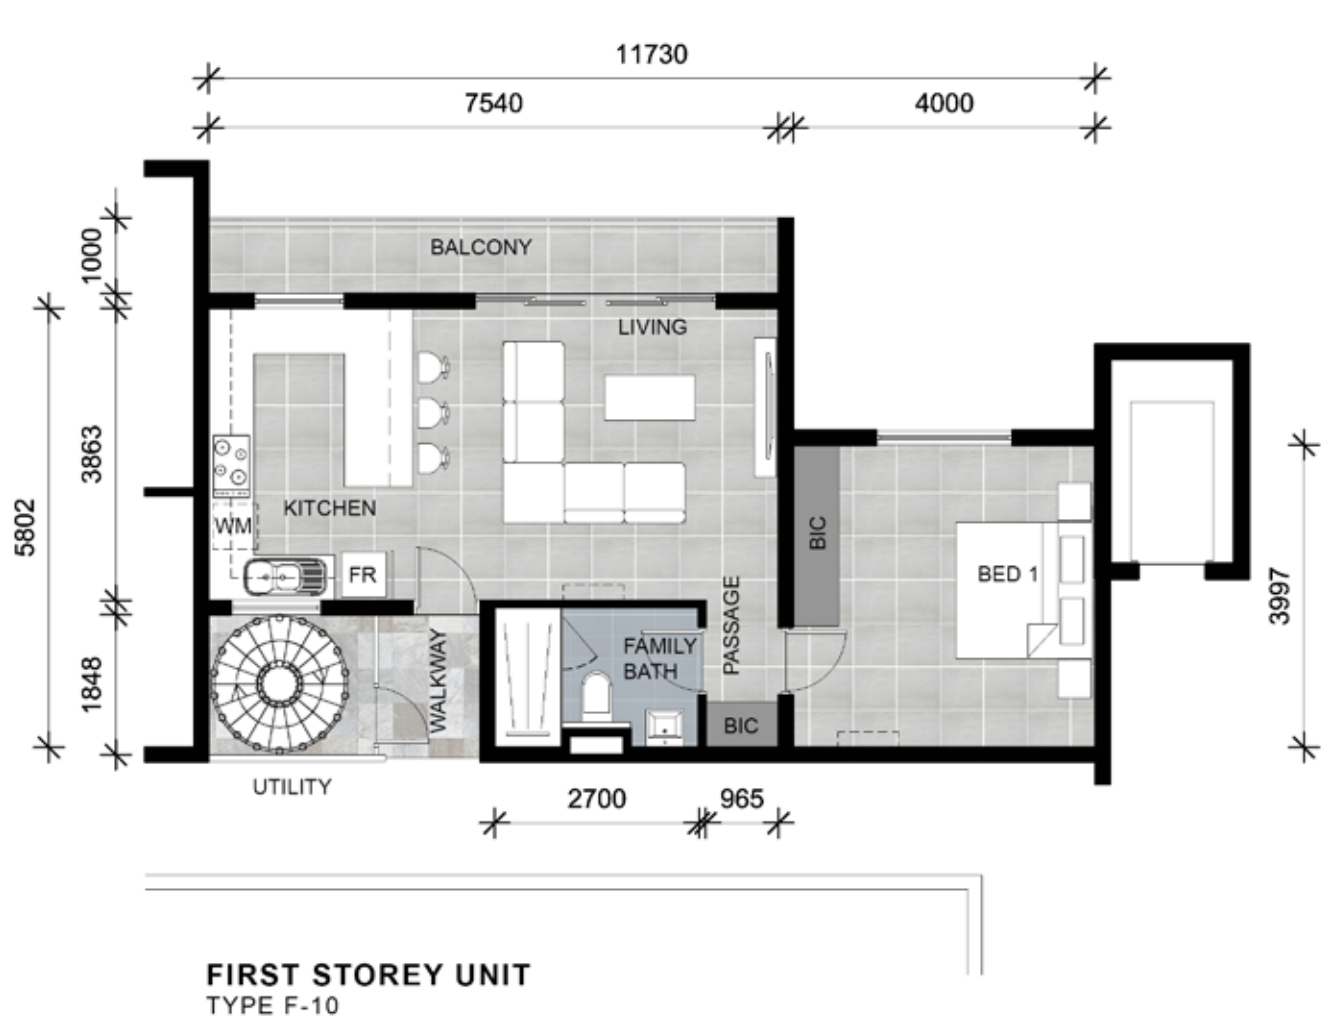 11730
7540
4000
1000
BALCONY
LIVING
3863
5802
KITCHEN
WM
FR
BIC
BED 1
3997
PASSAGE
FAMILY
BATH
1848
WALKWAY
BIC
UTILITY
2700
965
FIRST STOREY UNIT
TYPE F-10